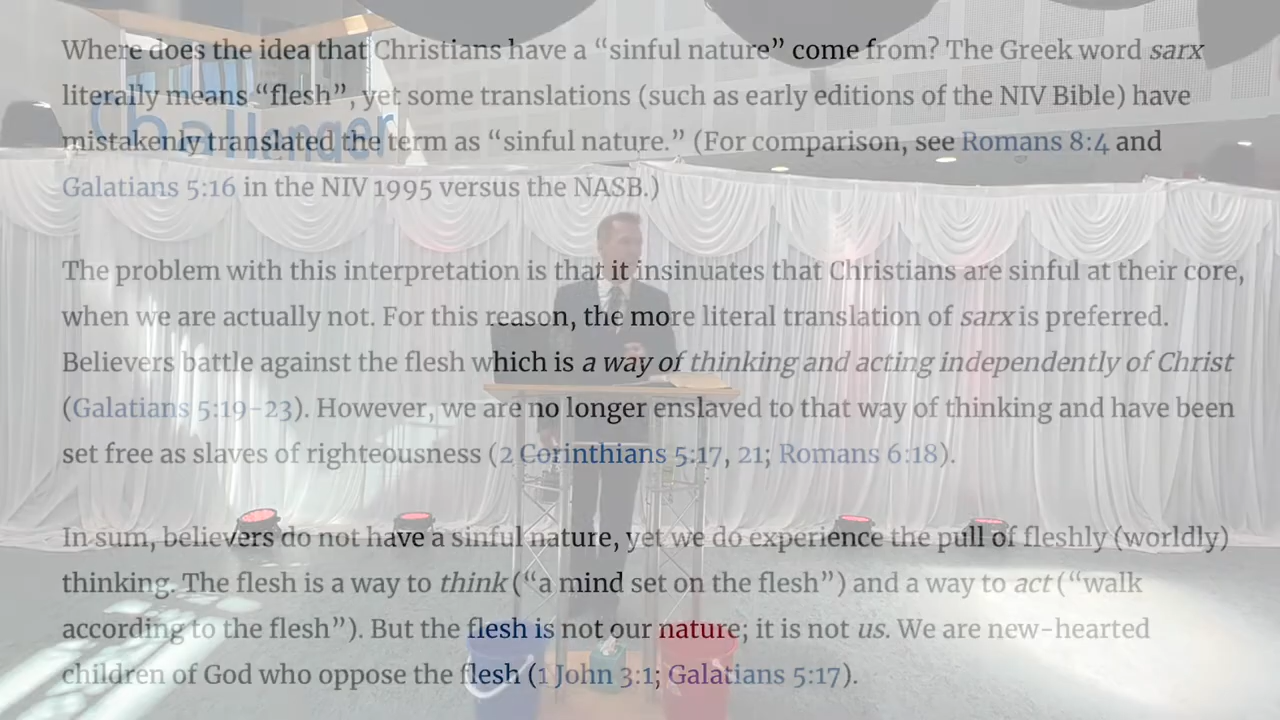 Where does the idea that Christians have a “sinful nature” come from? The Greek word sarx
literally means “flesh”, yet some translations (such as early editions of the NIV Bible) have
Challenger
mistakenly translated the term as “sinful nature.” (For comparison, see Romans 8:4 and
Galatians 5:16 in the NIV 1995 versus the NASB.)
The problem with this interpretation is that it insinuates that Christians are sinful at their core,
when we are actually not. For this reason, the more literal translation of sarx is preferred.
Believers battle against the flesh which is a way of thinking and acting independently of Christ
(Galatians 5:19-23). However, we are no longer enslaved to that way of thinking and have been
set free as slaves of righteousness (2 Corinthians 5:17, 21; Romans 6:18).
In sum, believers do not have a sinful nature, yet we do experience the pull of fleshly (worldly)
thinking. The flesh is a way to think (“a mind set on the flesh”) and a way to act (“walk
according to the flesh”). But the flesh is not our nature; it is not us. We are new-hearted
children of God who oppose the flesh (1 John 3:1; Galatians 5:17).